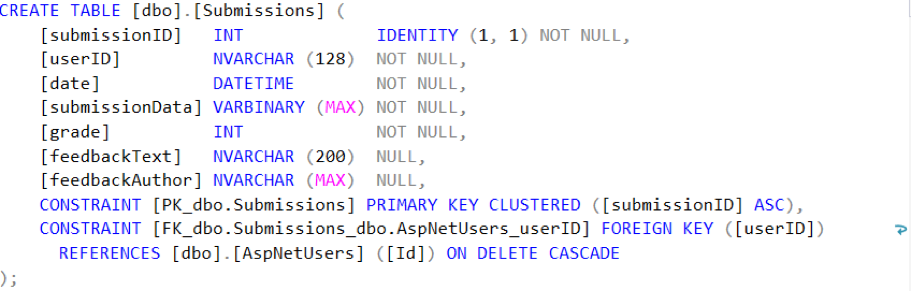 CREATE TABLE [dbo].[Submissions] (
    [submissionID]   INT             IDENTITY (1, 1) NOT NULL,
    [userID]         NVARCHAR (128)  NOT NULL,
    [date]           DATETIME        NOT NULL,
    [submissionData] VARBINARY (MAX) NOT NULL,
    [grade]          INT             NOT NULL,
    [feedbackText]   NVARCHAR (200)  NULL,
    [feedbackAuthor] NVARCHAR (MAX)  NULL,
    CONSTRAINT [PK_dbo.Submissions] PRIMARY KEY CLUSTERED ([submissionID] ASC),
    CONSTRAINT [FK_dbo.Submissions_dbo.AspNetUsers_userID] FOREIGN KEY ([userID])
      REFERENCES [dbo].[AspNetUsers] ([Id]) ON DELETE CASCADE
);